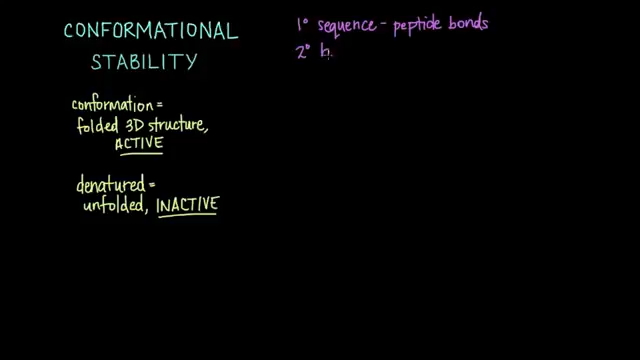 CONFORMATIONAL
STABILITY
conformation =
folded 3D structure,
ACTIVE
denatured =
unfolded, INACTIVE
1° sequence - peptide bonds
2° h